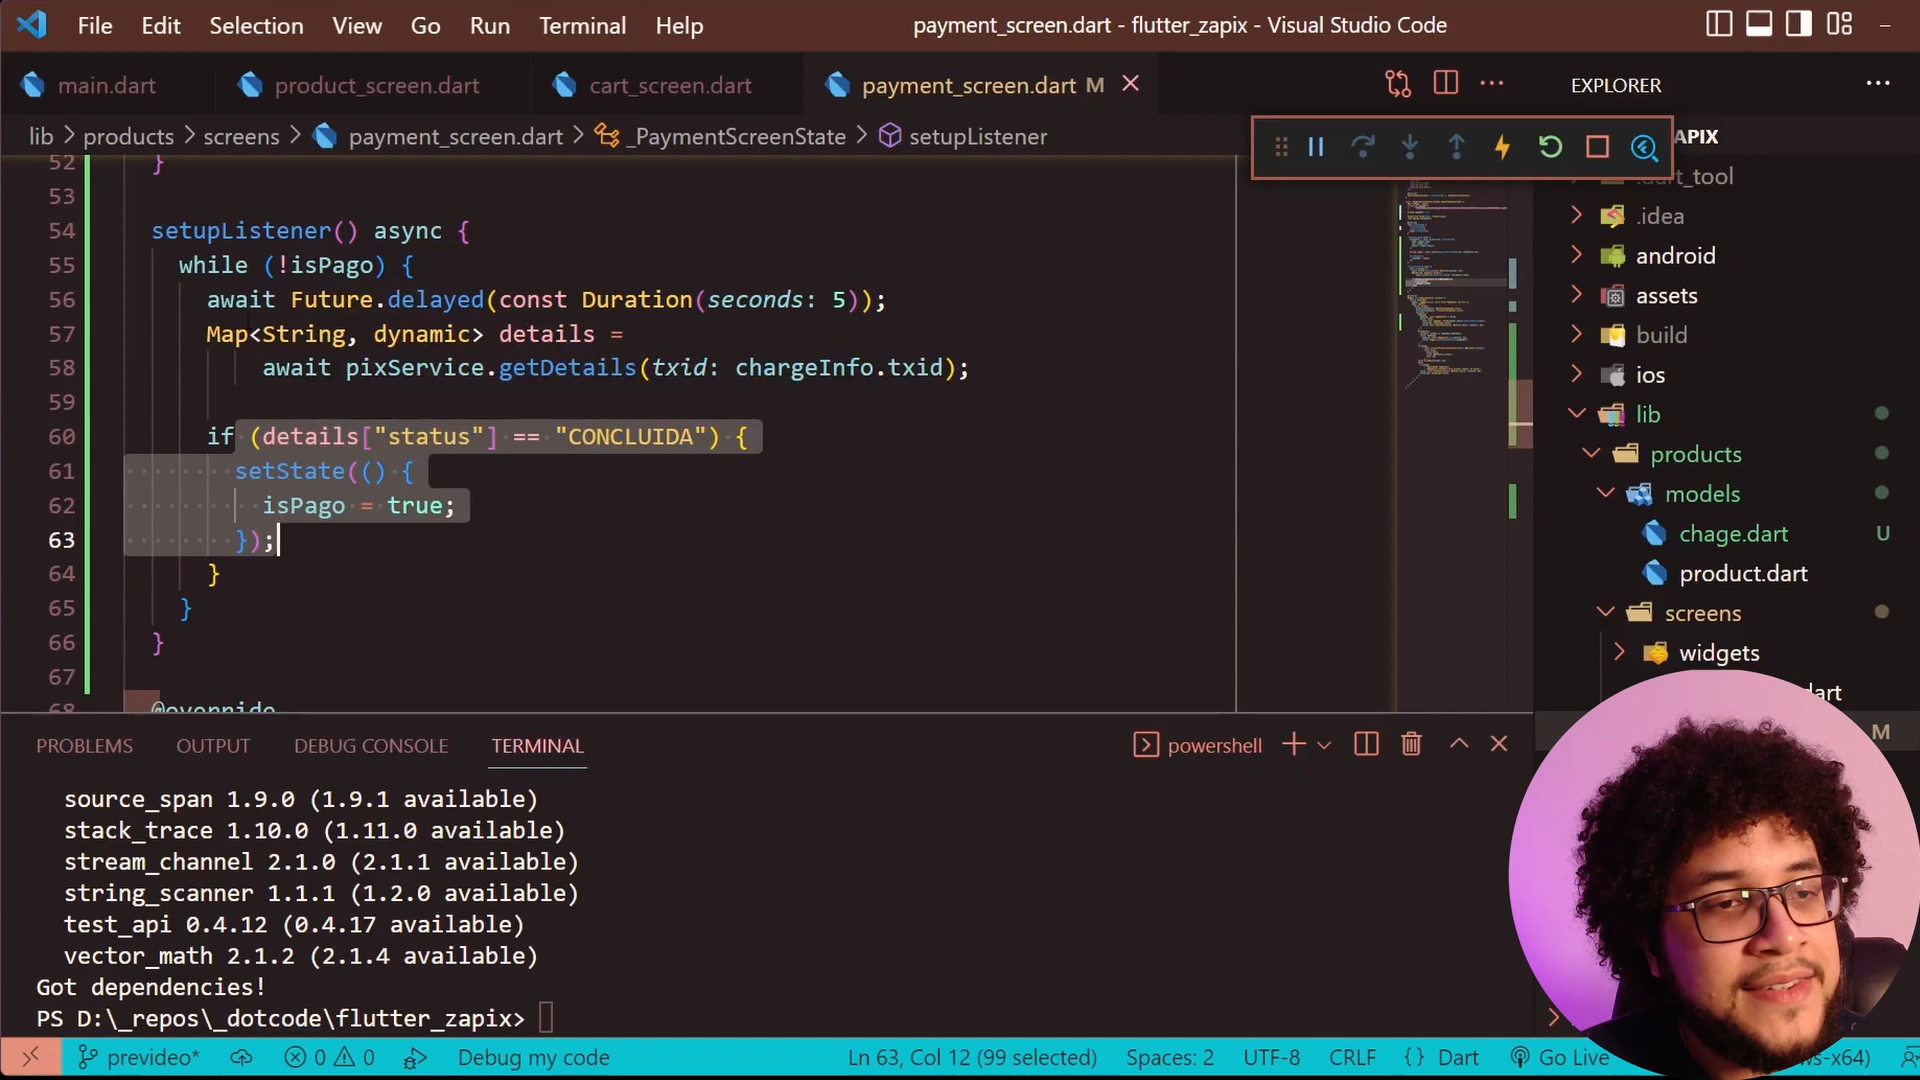 File Edit Selection View Go Run Terminal Help payment_screen.dart - flutter_zapix - Visual Studio Code
main.dart product_screen.dart cart_screen.dart payment_screen.dart M EXPLORER
lib > products > screens > payment_screen.dart > _PaymentScreenState > setupListener
APIX
52 }
53
54 setupListener() async {
55 while (!isPago) {
56 await Future.delayed(const Duration(seconds: 5));
57 Map<String, dynamic> details =
58 await pixService.getDetails(txid: chargeInfo.txid);
59
60 if (details["status"] == "CONCLUIDA") {
61 setState(() {
62 isPago = true;
63 });
64 }
65 }
66 }
67
68 @override
.dart_tool
.idea
android
assets
build
ios
lib
products
models
chage.dart U
product.dart
screens
widgets
M
PROBLEMS OUTPUT DEBUG CONSOLE TERMINAL powershell
source_span 1.9.0 (1.9.1 available)
stack_trace 1.10.0 (1.11.0 available)
stream_channel 2.1.0 (2.1.1 available)
string_scanner 1.1.1 (1.2.0 available)
test_api 0.4.12 (0.4.17 available)
vector_math 2.1.2 (2.1.4 available)
Got dependencies!
PS D:\_repos\_dotcode\flutter_zapix>
prevideo* 0 0 Debug my code Ln 63, Col 12 (99 selected) Spaces: 2 UTF-8 CRLF {} Dart Go Live